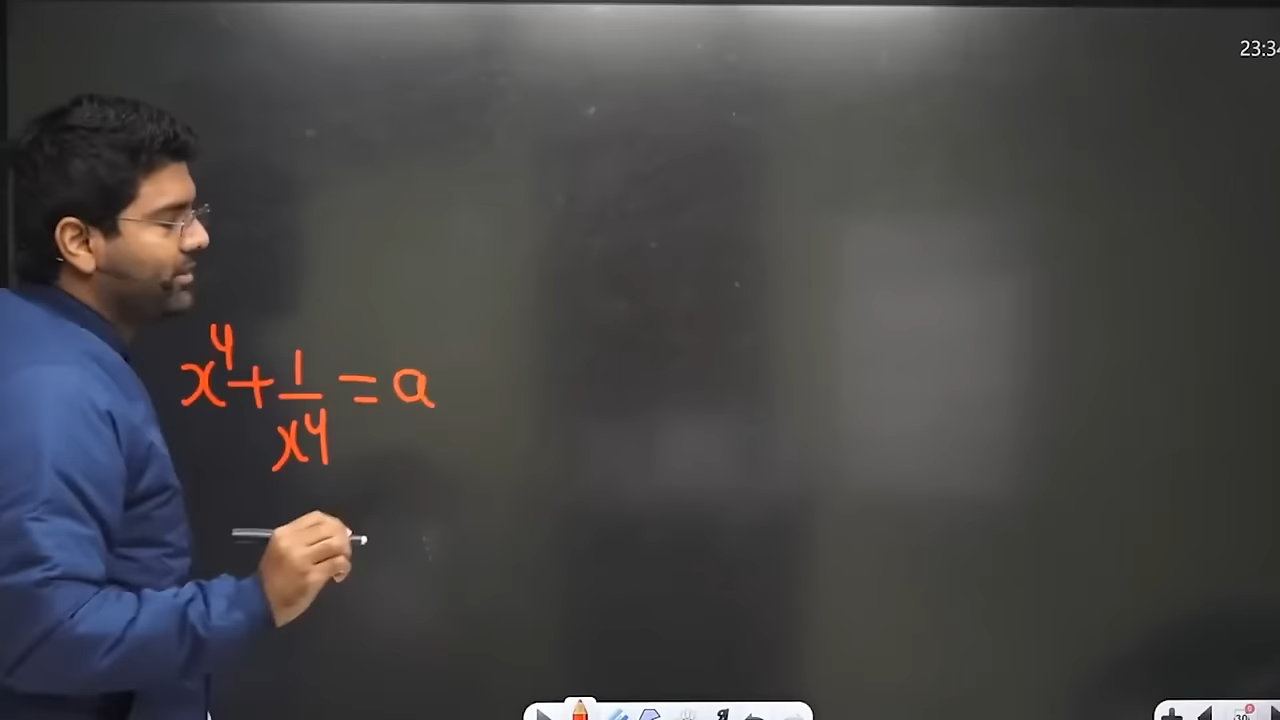 23:34
x⁴ + 1/x⁴ = a